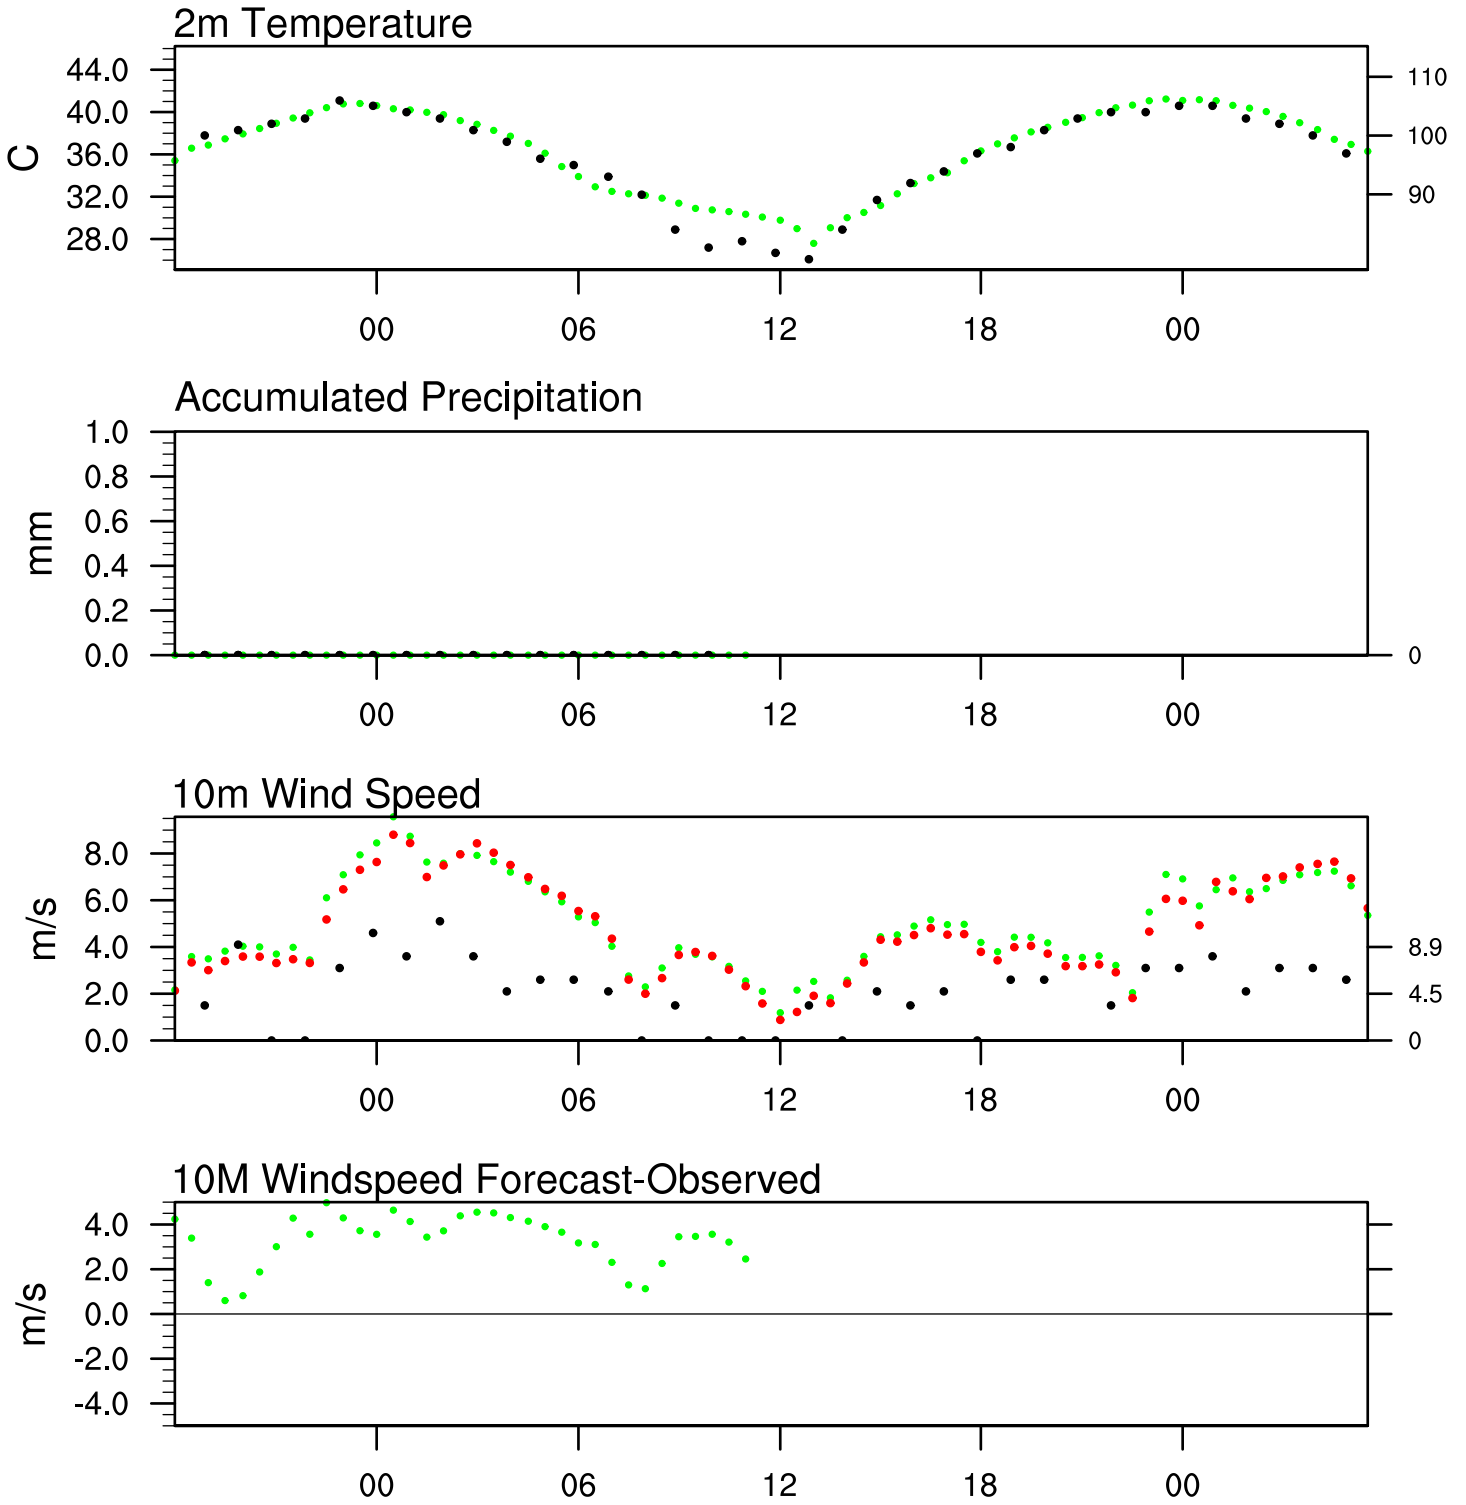 2m Temperature
44.0
40.0
36.0
32.0
28.0
C
110
100
90
00 06 12 18 00
Accumulated Precipitation
1.0
0.8
0.6
0.4
0.2
0.0
mm
0
00 06 12 18 00
10m Wind Speed
8.0
6.0
4.0
2.0
0.0
m/s
8.9
4.5
0
00 06 12 18 00
10M Windspeed Forecast-Observed
4.0
2.0
0.0
-2.0
-4.0
m/s
00 06 12 18 00